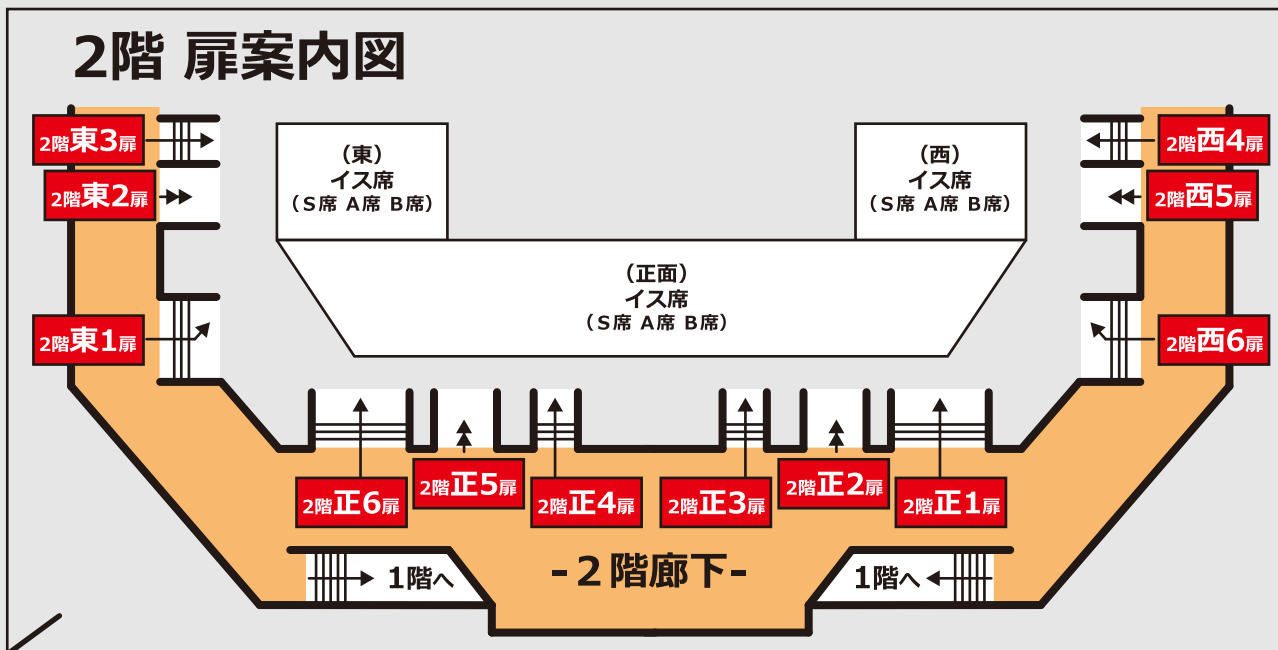 2階 扉案内図
2階東3扉
2階東2扉
2階東1扉
(東)
イス席
(S席 A席 B席)
(西)
イス席
(S席 A席 B席)
(正面)
イス席
(S席 A席 B席)
2階西4扉
2階西5扉
2階西6扉
2階正6扉
2階正5扉
2階正4扉
2階正3扉
2階正2扉
2階正1扉
1階へ
-2階廊下-
1階へ